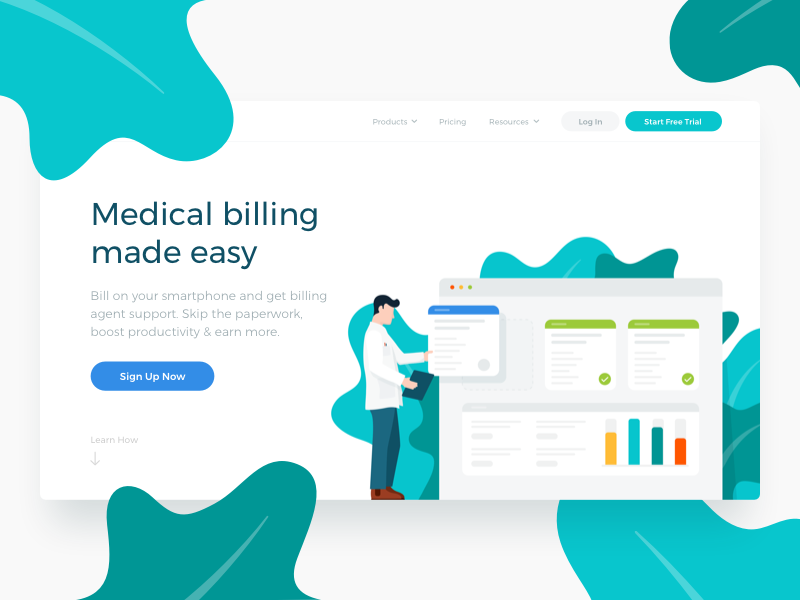 Products
Pricing
Resources
Log In
Start Free Trial
Medical billing
made easy
Bill on your smartphone and get billing
agent support. Skip the paperwork,
boost productivity & earn more.
Sign Up Now
Learn How